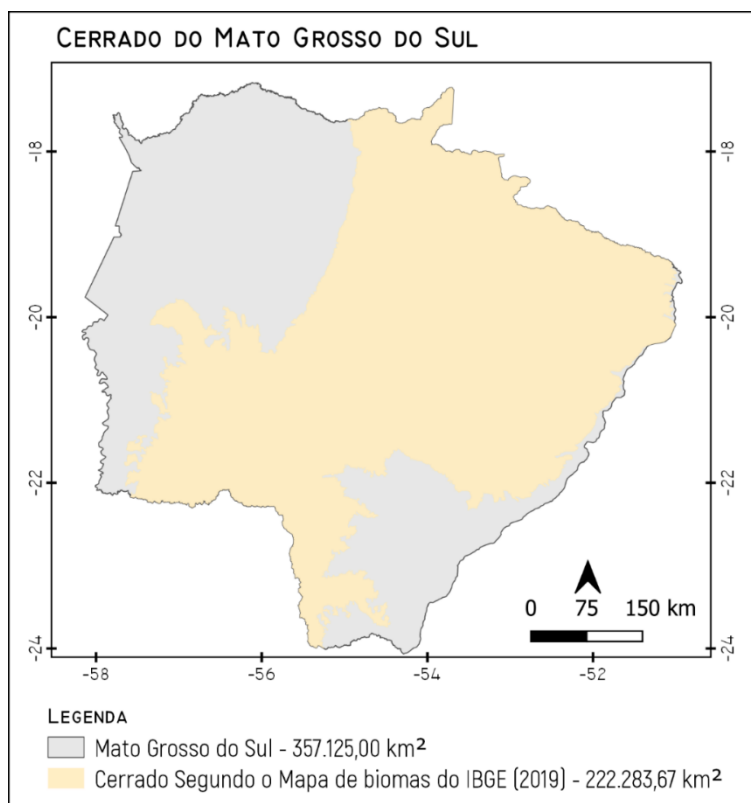 CERRADO DO MATO GROSSO DO SUL
-18
-18
-20
-20
-22
-22
-24
-24
0 75 150 km
-58 -56 -54 -52
LEGENDA
Mato Grosso do Sul - 357.125,00 km²
Cerrado Segundo o Mapa de biomas do IBGE (2019) - 222.283,67 km²